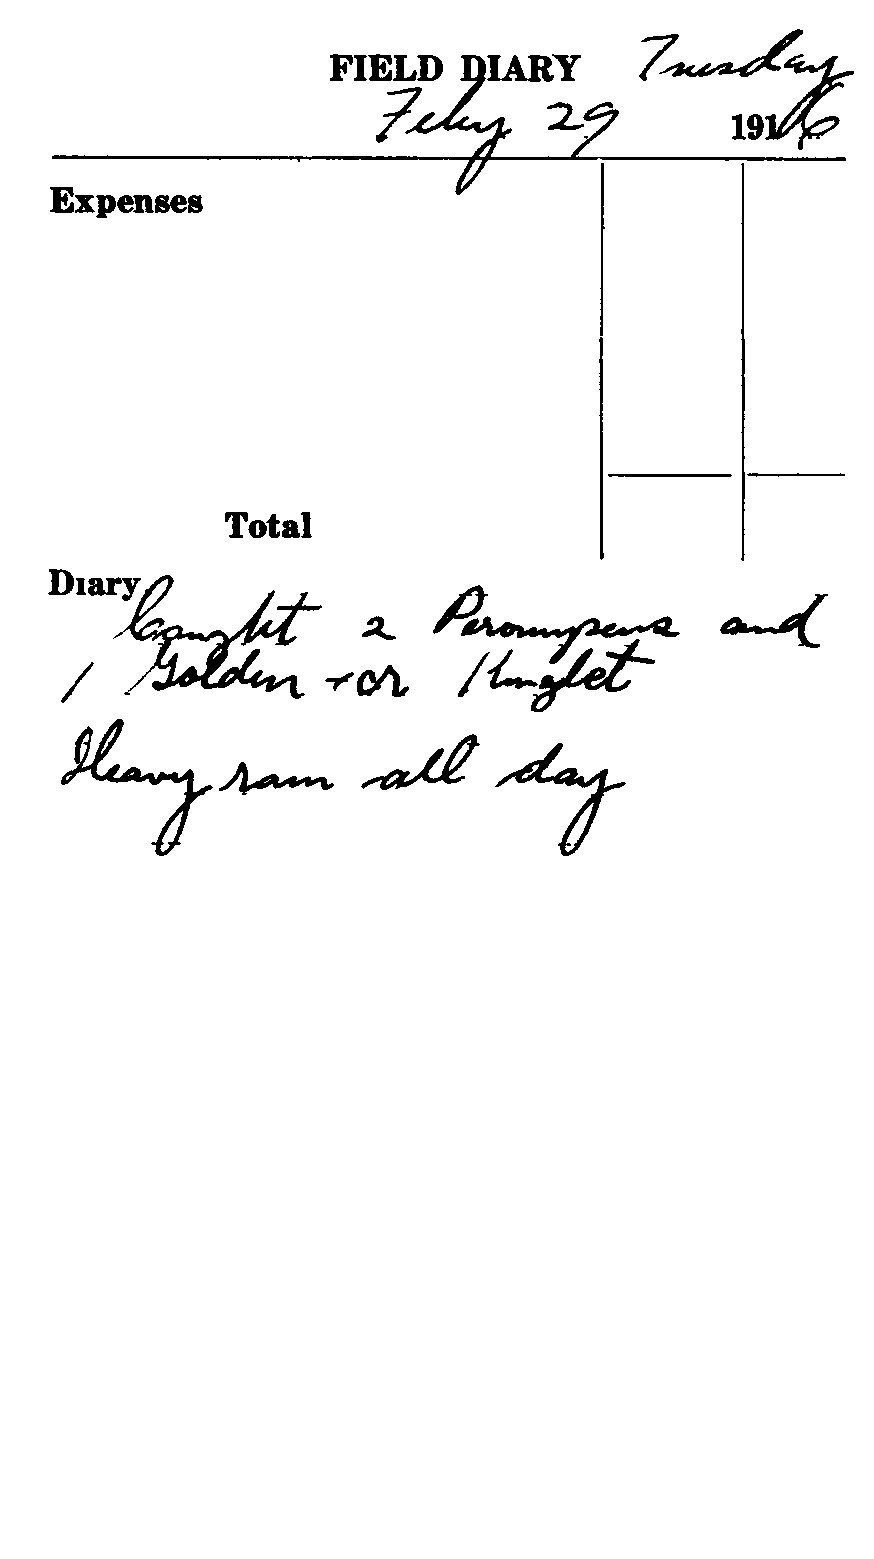 FIELD DIARY Tuesday
Feby 29 1916
Expenses
Total
Diary
Caught 2 Peromyscus and
1 Golden-cr Kinglet
Heavy rain all day